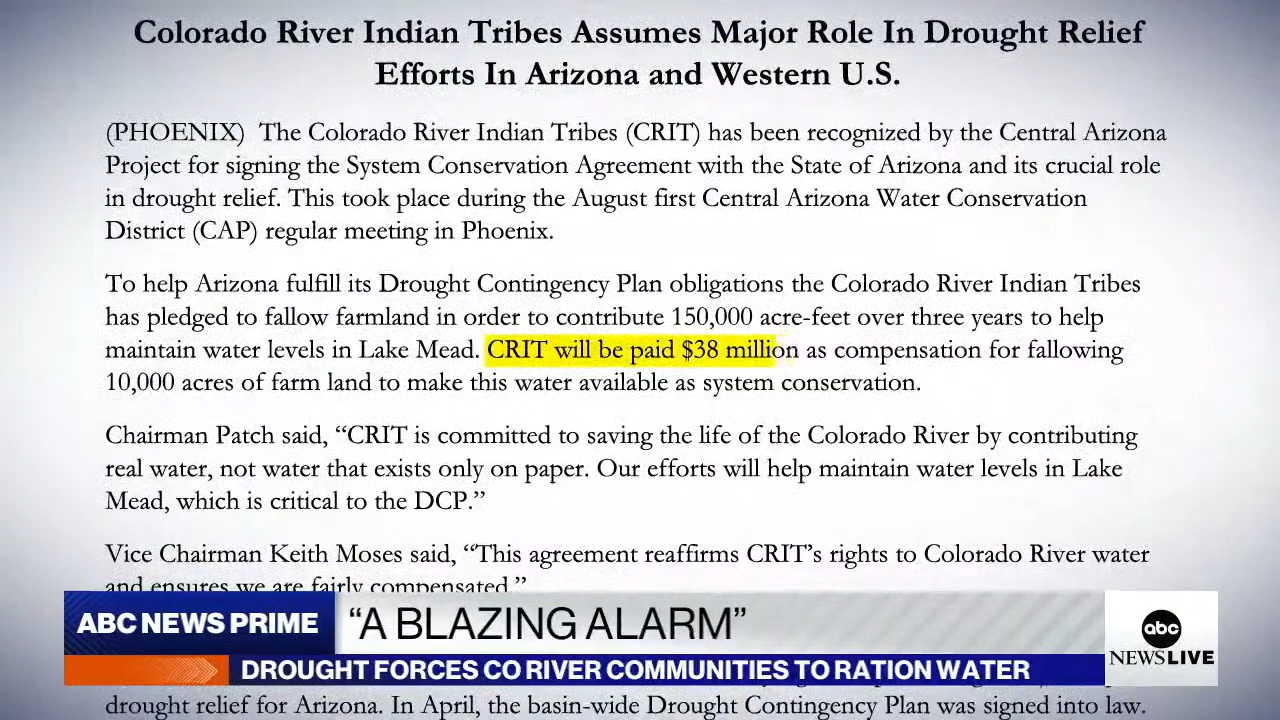 Colorado River Indian Tribes Assumes Major Role In Drought Relief
Efforts In Arizona and Western U.S.
(PHOENIX) The Colorado River Indian Tribes (CRIT) has been recognized by the Central Arizona
Project for signing the System Conservation Agreement with the State of Arizona and its crucial role
in drought relief. This took place during the August first Central Arizona Water Conservation
District (CAP) regular meeting in Phoenix.
To help Arizona fulfill its Drought Contingency Plan obligations the Colorado River Indian Tribes
has pledged to fallow farmland in order to contribute 150,000 acre-feet over three years to help
maintain water levels in Lake Mead. CRIT will be paid $38 million as compensation for fallowing
10,000 acres of farm land to make this water available as system conservation.
Chairman Patch said, “CRIT is committed to saving the life of the Colorado River by contributing
real water, not water that exists only on paper. Our efforts will help maintain water levels in Lake
Mead, which is critical to the DCP.”
Vice Chairman Keith Moses said, “This agreement reaffirms CRIT’s rights to Colorado River water
and ensures we are fairly compensated.”
ABC NEWS PRIME
“A BLAZING ALARM”
DROUGHT FORCES CO RIVER COMMUNITIES TO RATION WATER
abc
NEWS LIVE
drought relief for Arizona. In April, the basin-wide Drought Contingency Plan was signed into law.